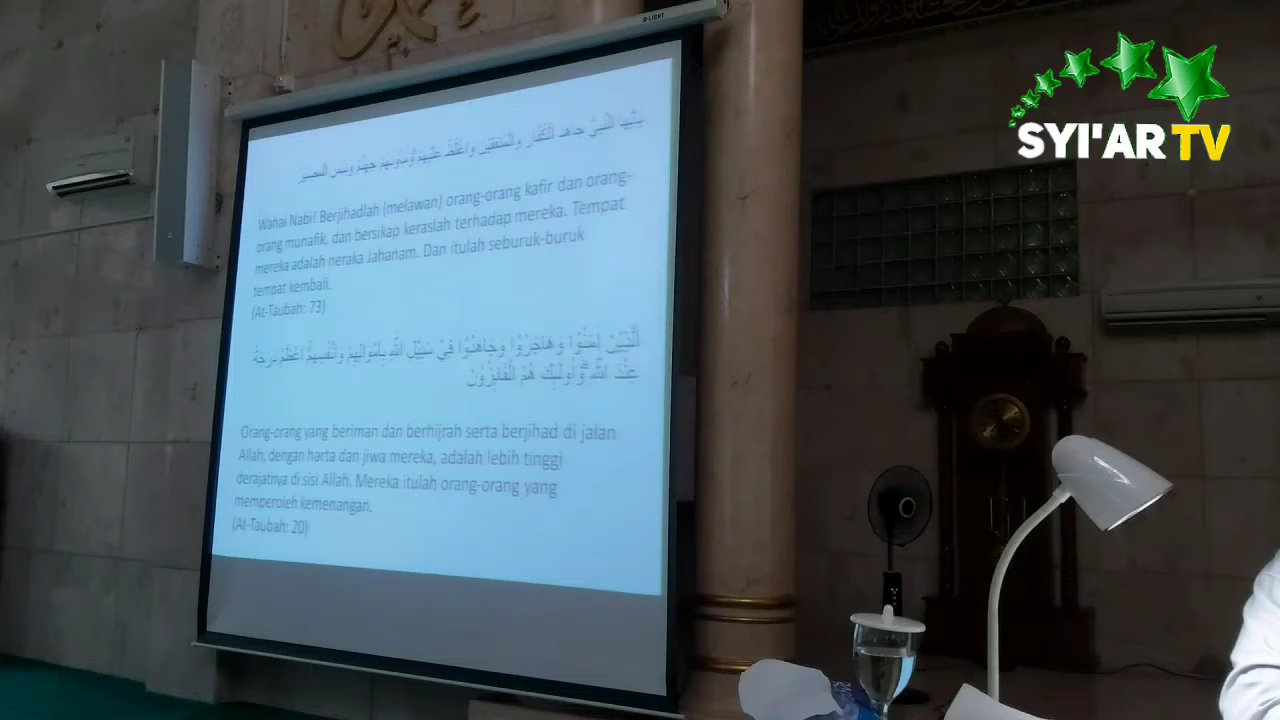 D-LIGHT
SYI'AR TV
يٰٓاَيُّهَا النَّبِيُّ جَاهِدِ الْكُفَّارَ وَالْمُنٰفِقِيْنَ وَاغْلُظْ عَلَيْهِمْ وَمَأْوٰىهُمْ جَهَنَّمُ وَبِئْسَ الْمَصِيْرُ
Wahai Nabi! Berjihadlah (melawan) orang-orang kafir dan orang-
orang munafik, dan bersikap keraslah terhadap mereka. Tempat
mereka adalah neraka Jahanam. Dan itulah seburuk-buruk
tempat kembali.
(At-Taubah: 73)
اَلَّذِيْنَ اٰمَنُوْا وَهَاجَرُوْا وَجَاهَدُوْا فِيْ سَبِيْلِ اللّٰهِ بِاَمْوَالِهِمْ وَاَنْفُسِهِمْ اَعْظَمُ دَرَجَةً
عِنْدَ اللّٰهِ ۗوَاُولٰۤىِٕكَ هُمُ الْفَاۤىِٕزُوْنَ
Orang-orang yang beriman dan berhijrah serta berjihad di jalan
Allah, dengan harta dan jiwa mereka, adalah lebih tinggi
derajatnya di sisi Allah. Mereka itulah orang-orang yang
memperoleh kemenangan.
(At-Taubah: 20)